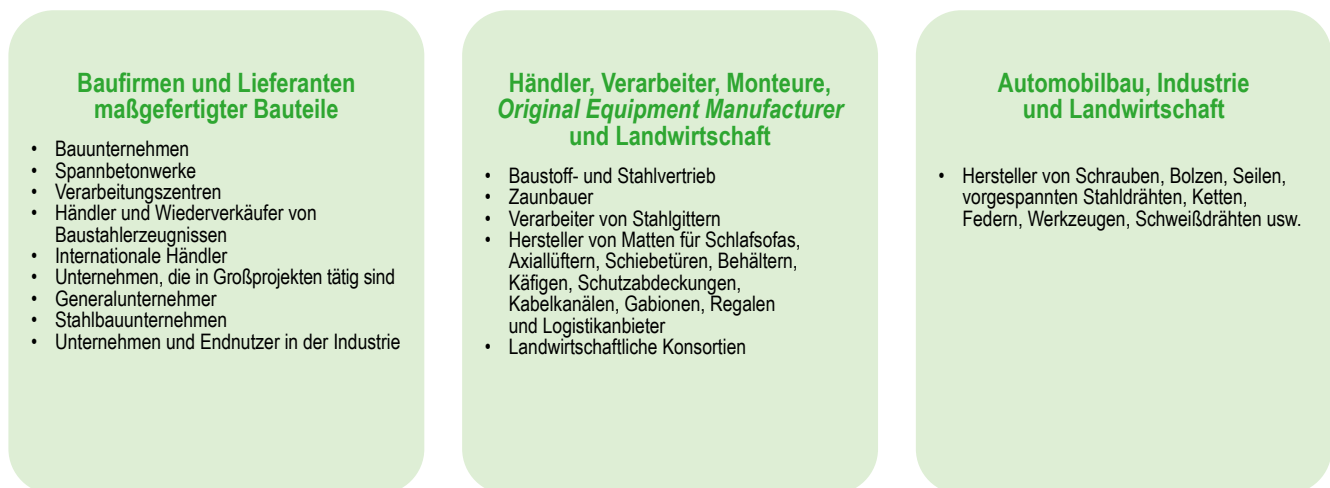 Baufirmen und Lieferanten
maßgefertigter Bauteile
• Bauunternehmen
• Spannbetonwerke
• Verarbeitungszentren
• Händler und Wiederverkäufer von
Baustahlerzeugnissen
• Internationale Händler
• Unternehmen, die in Großprojekten tätig sind
• Generalunternehmer
• Stahlbauunternehmen
• Unternehmen und Endnutzer in der Industrie
Händler, Verarbeiter, Monteure,
Original Equipment Manufacturer
und Landwirtschaft
• Baustoff- und Stahlvertrieb
• Zaunbauer
• Verarbeiter von Stahlgittern
• Hersteller von Matten für Schlafsofas,
Axiallüftern, Schiebetüren, Behältern,
Käfigen, Schutzabdeckungen,
Kabelkanälen, Gabionen, Regalen
und Logistikanbieter
• Landwirtschaftliche Konsortien
Automobilbau, Industrie
und Landwirtschaft
• Hersteller von Schrauben, Bolzen, Seilen,
vorgespannten Stahldrähten, Ketten,
Federn, Werkzeugen, Schweißdrähten usw.